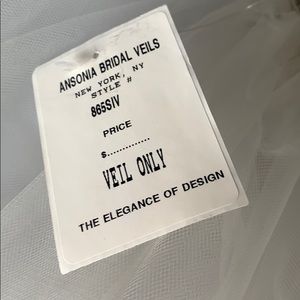 ANSONIA BRIDAL VEILS
NEW YORK, NY
STYLE #
865SIV
PRICE
$..............
VEIL ONLY
THE ELEGANCE OF DESIGN